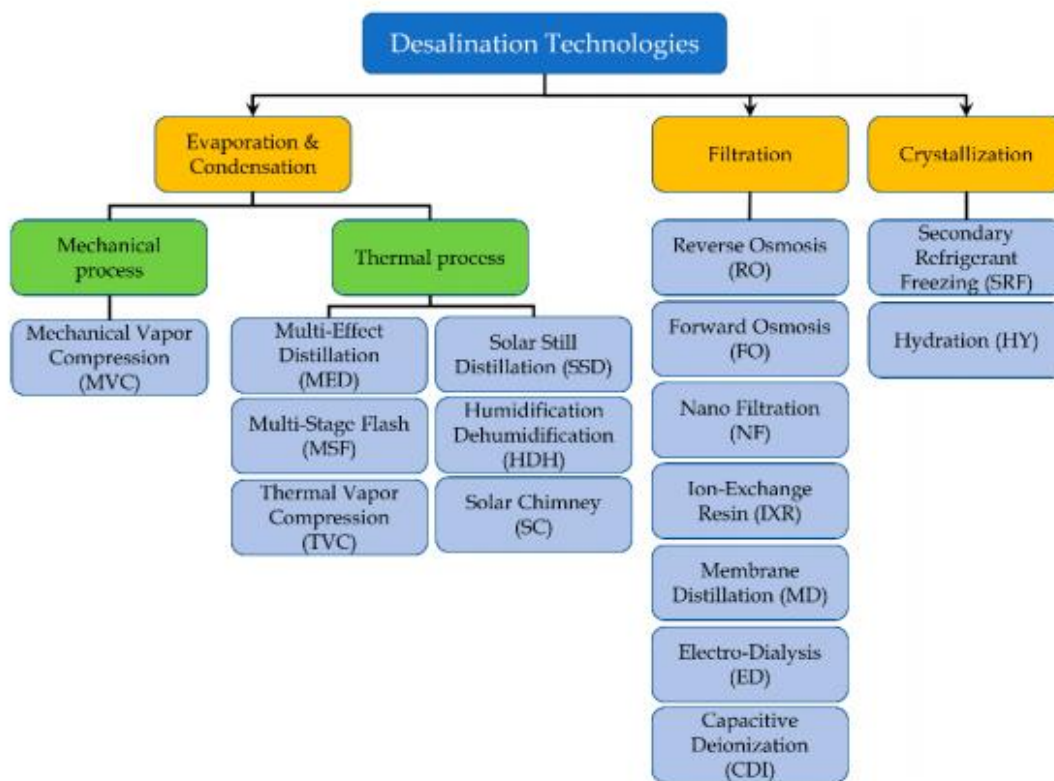 Desalination Technologies
Evaporation &
Condensation
Filtration
Crystallization
Mechanical
process
Thermal process
Mechanical Vapor
Compression
(MVC)
Multi-Effect
Distillation
(MED)
Multi-Stage Flash
(MSF)
Thermal Vapor
Compression
(TVC)
Solar Still
Distillation (SSD)
Humidification
Dehumidification
(HDH)
Solar Chimney
(SC)
Reverse Osmosis
(RO)
Forward Osmosis
(FO)
Nano Filtration
(NF)
Ion-Exchange
Resin (IXR)
Membrane
Distillation (MD)
Electro-Dialysis
(ED)
Capacitive
Deionization
(CDI)
Secondary
Refrigerant
Freezing (SRF)
Hydration (HY)